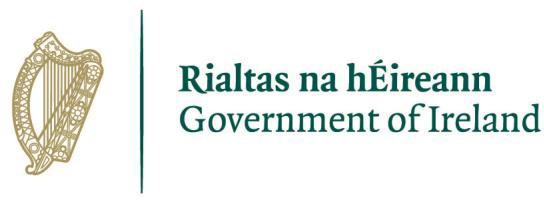 Rialtas na hÉireann
Government of Ireland